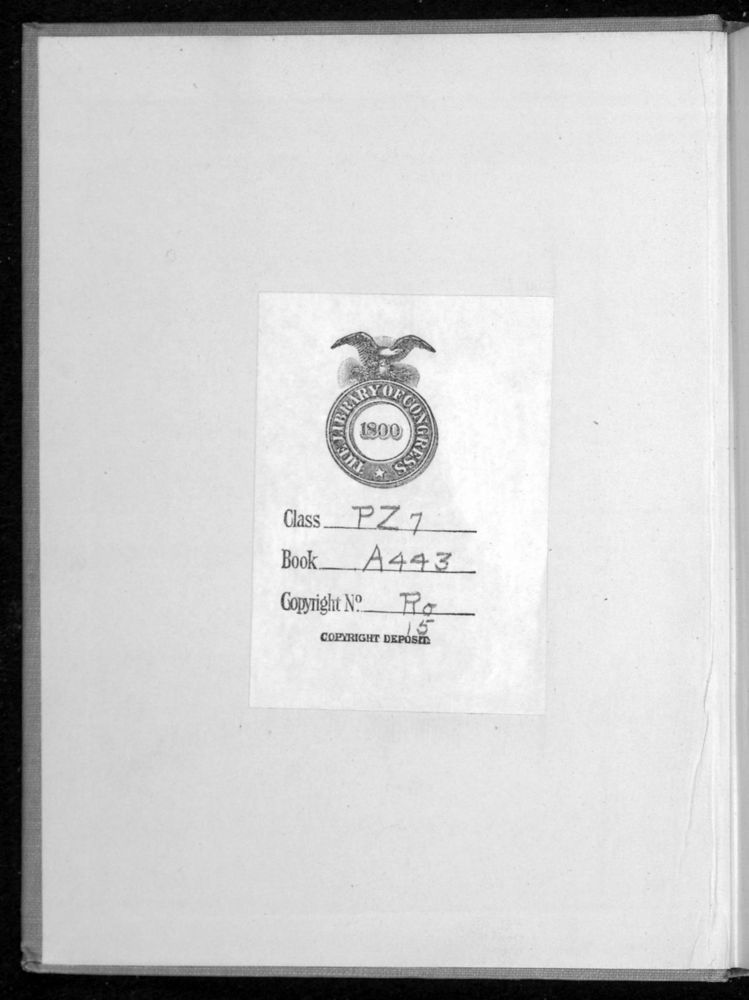 THE LIBRARY OF CONGRESS
1800
Class PZ7
Book A443
Copyright Nº Ro
15
COPYRIGHT DEPOSIT.